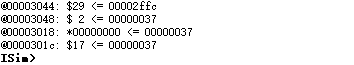 @00003044: $29 <= 00002ffc
@00003048: $ 2 <= 00000037
@00003018: *00000000 <= 00000037
@0000301c: $17 <= 00000037
ISim>